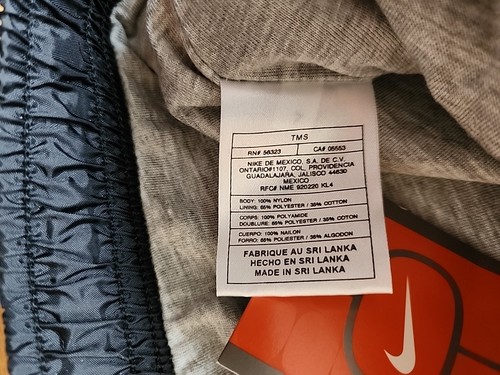 TMS
RN# 56323 CA# 05553
NIKE DE MEXICO, S.A. DE C.V.
ONTARIO#1107, COL. PROVIDENCIA
GUADALAJARA, JALISCO 44630
MEXICO
RFC# NME 920220 KL4
BODY: 100% NYLON
LINING: 65% POLYESTER / 35% COTTON
CORPS: 100% POLYAMIDE
DOUBLURE: 65% POLYESTER / 35% COTON
CUERPO: 100% NAILON
FORRO: 65% POLIESTER / 35% ALGODON
FABRIQUE AU SRI LANKA
HECHO EN SRI LANKA
MADE IN SRI LANKA